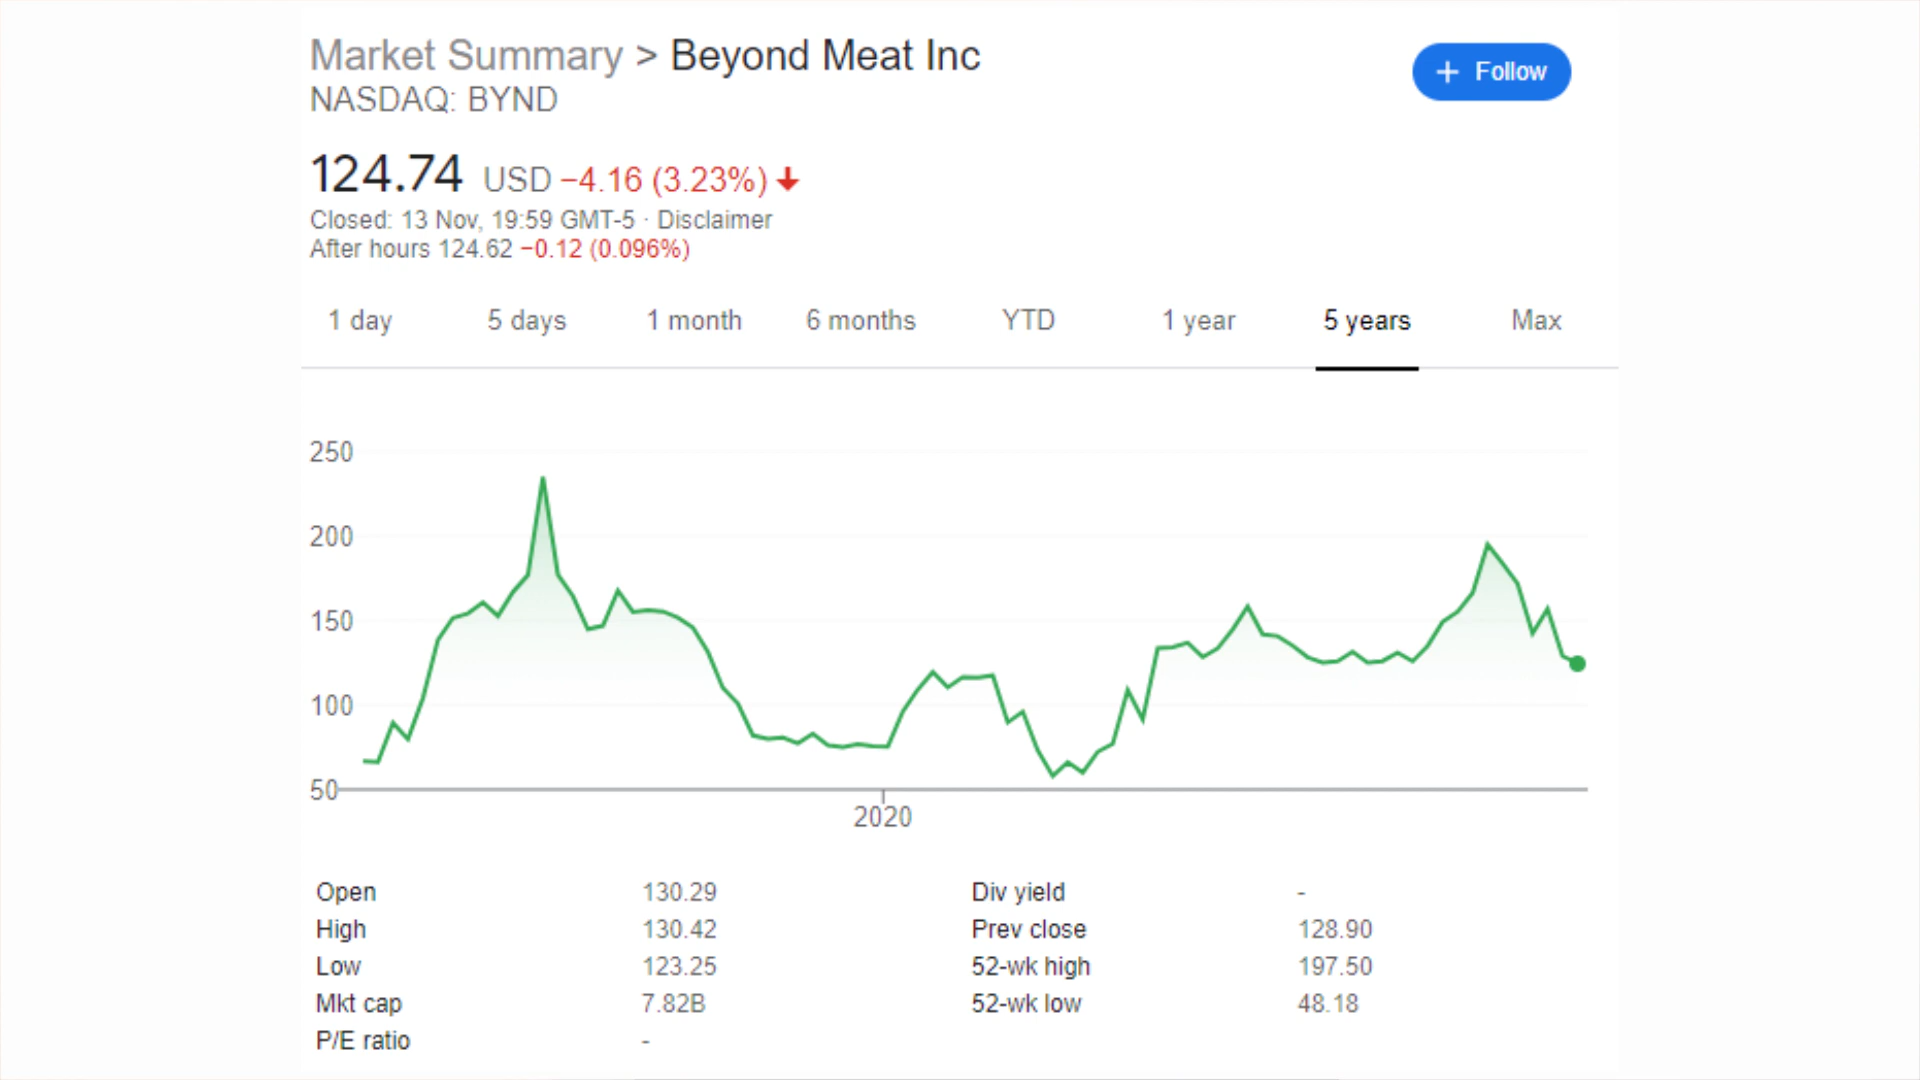 Market Summary > Beyond Meat Inc
NASDAQ: BYND
+ Follow
124.74 USD −4.16 (3.23%)
Closed: 13 Nov, 19:59 GMT-5 · Disclaimer
After hours 124.62 −0.12 (0.096%)
1 day 5 days 1 month 6 months YTD 1 year 5 years Max
250
200
150
100
50
2020
Open 130.29 Div yield -
High 130.42 Prev close 128.90
Low 123.25 52-wk high 197.50
Mkt cap 7.82B 52-wk low 48.18
P/E ratio -